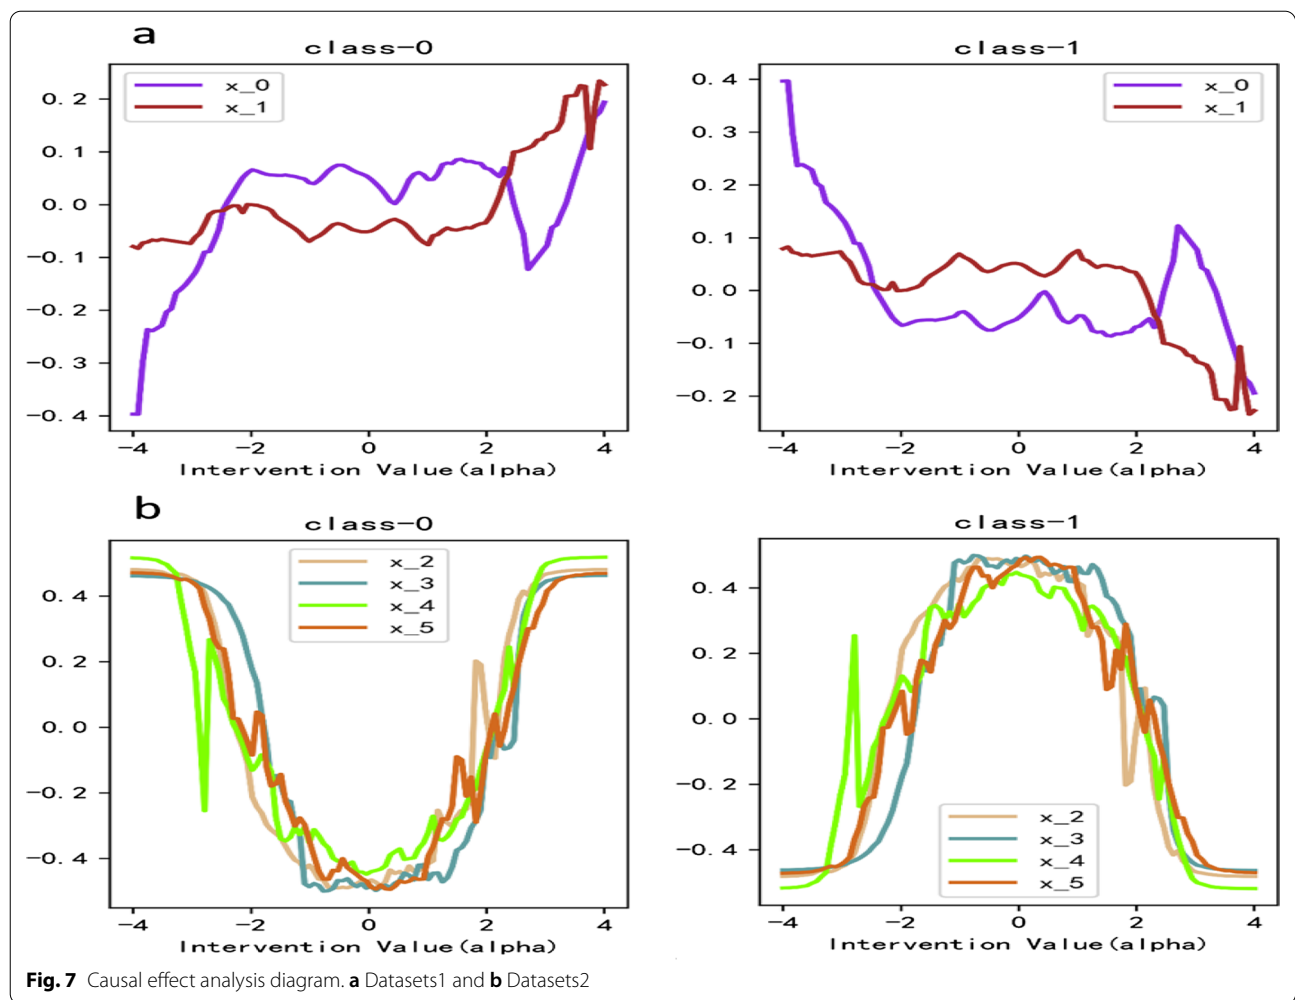 a
class-0
x_0
x_1
0.2
0.1
0.0
-0.1
-0.2
-0.3
-0.4
-4 -2 0 2 4
Intervention Value(alpha)
class-1
x_0
x_1
0.4
0.3
0.2
0.1
0.0
-0.1
-0.2
-4 -2 0 2 4
Intervention Value(alpha)
b
class-0
x_2
x_3
x_4
x_5
0.4
0.2
0.0
-0.2
-0.4
-4 -2 0 2 4
Intervention Value(alpha)
class-1
0.4
0.2
0.0
-0.2
-0.4
x_2
x_3
x_4
x_5
-4 -2 0 2 4
Intervention Value(alpha)
Fig. 7 Causal effect analysis diagram. a Datasets1 and b Datasets2